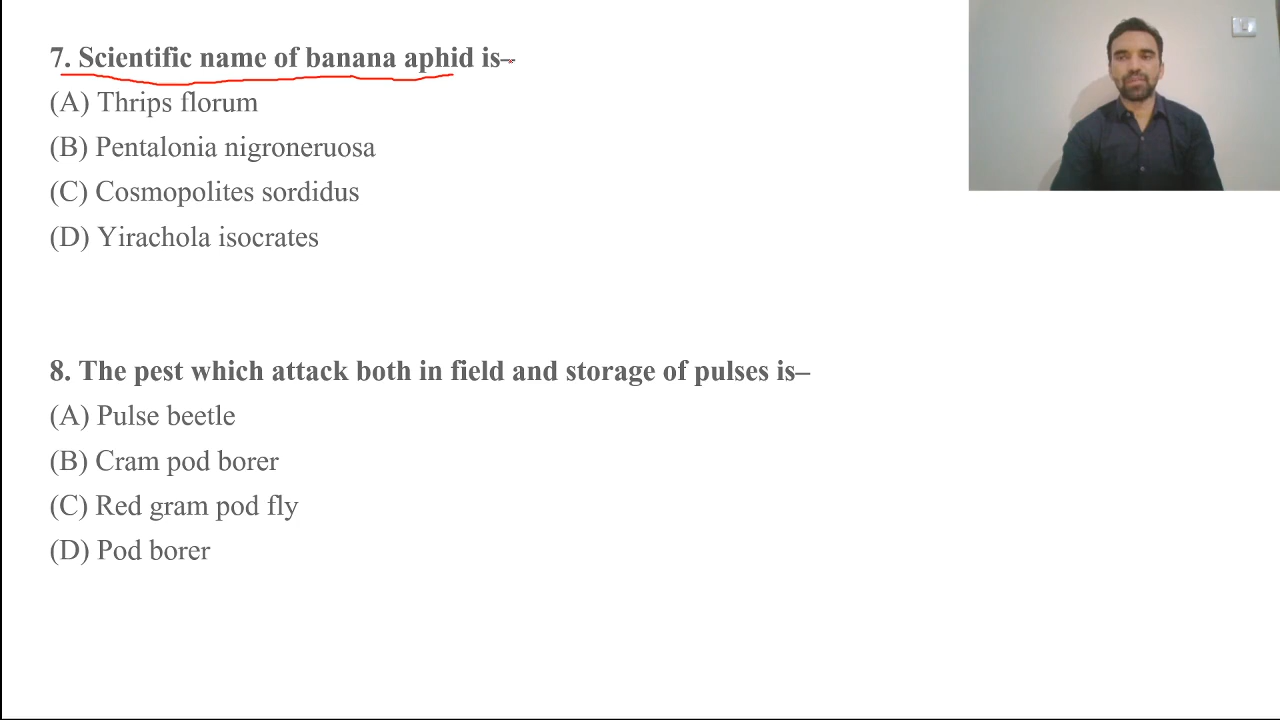 7. Scientific name of banana aphid is–
(A) Thrips florum
(B) Pentalonia nigroneruosa
(C) Cosmopolites sordidus
(D) Yirachola isocrates
8. The pest which attack both in field and storage of pulses is–
(A) Pulse beetle
(B) Cram pod borer
(C) Red gram pod fly
(D) Pod borer